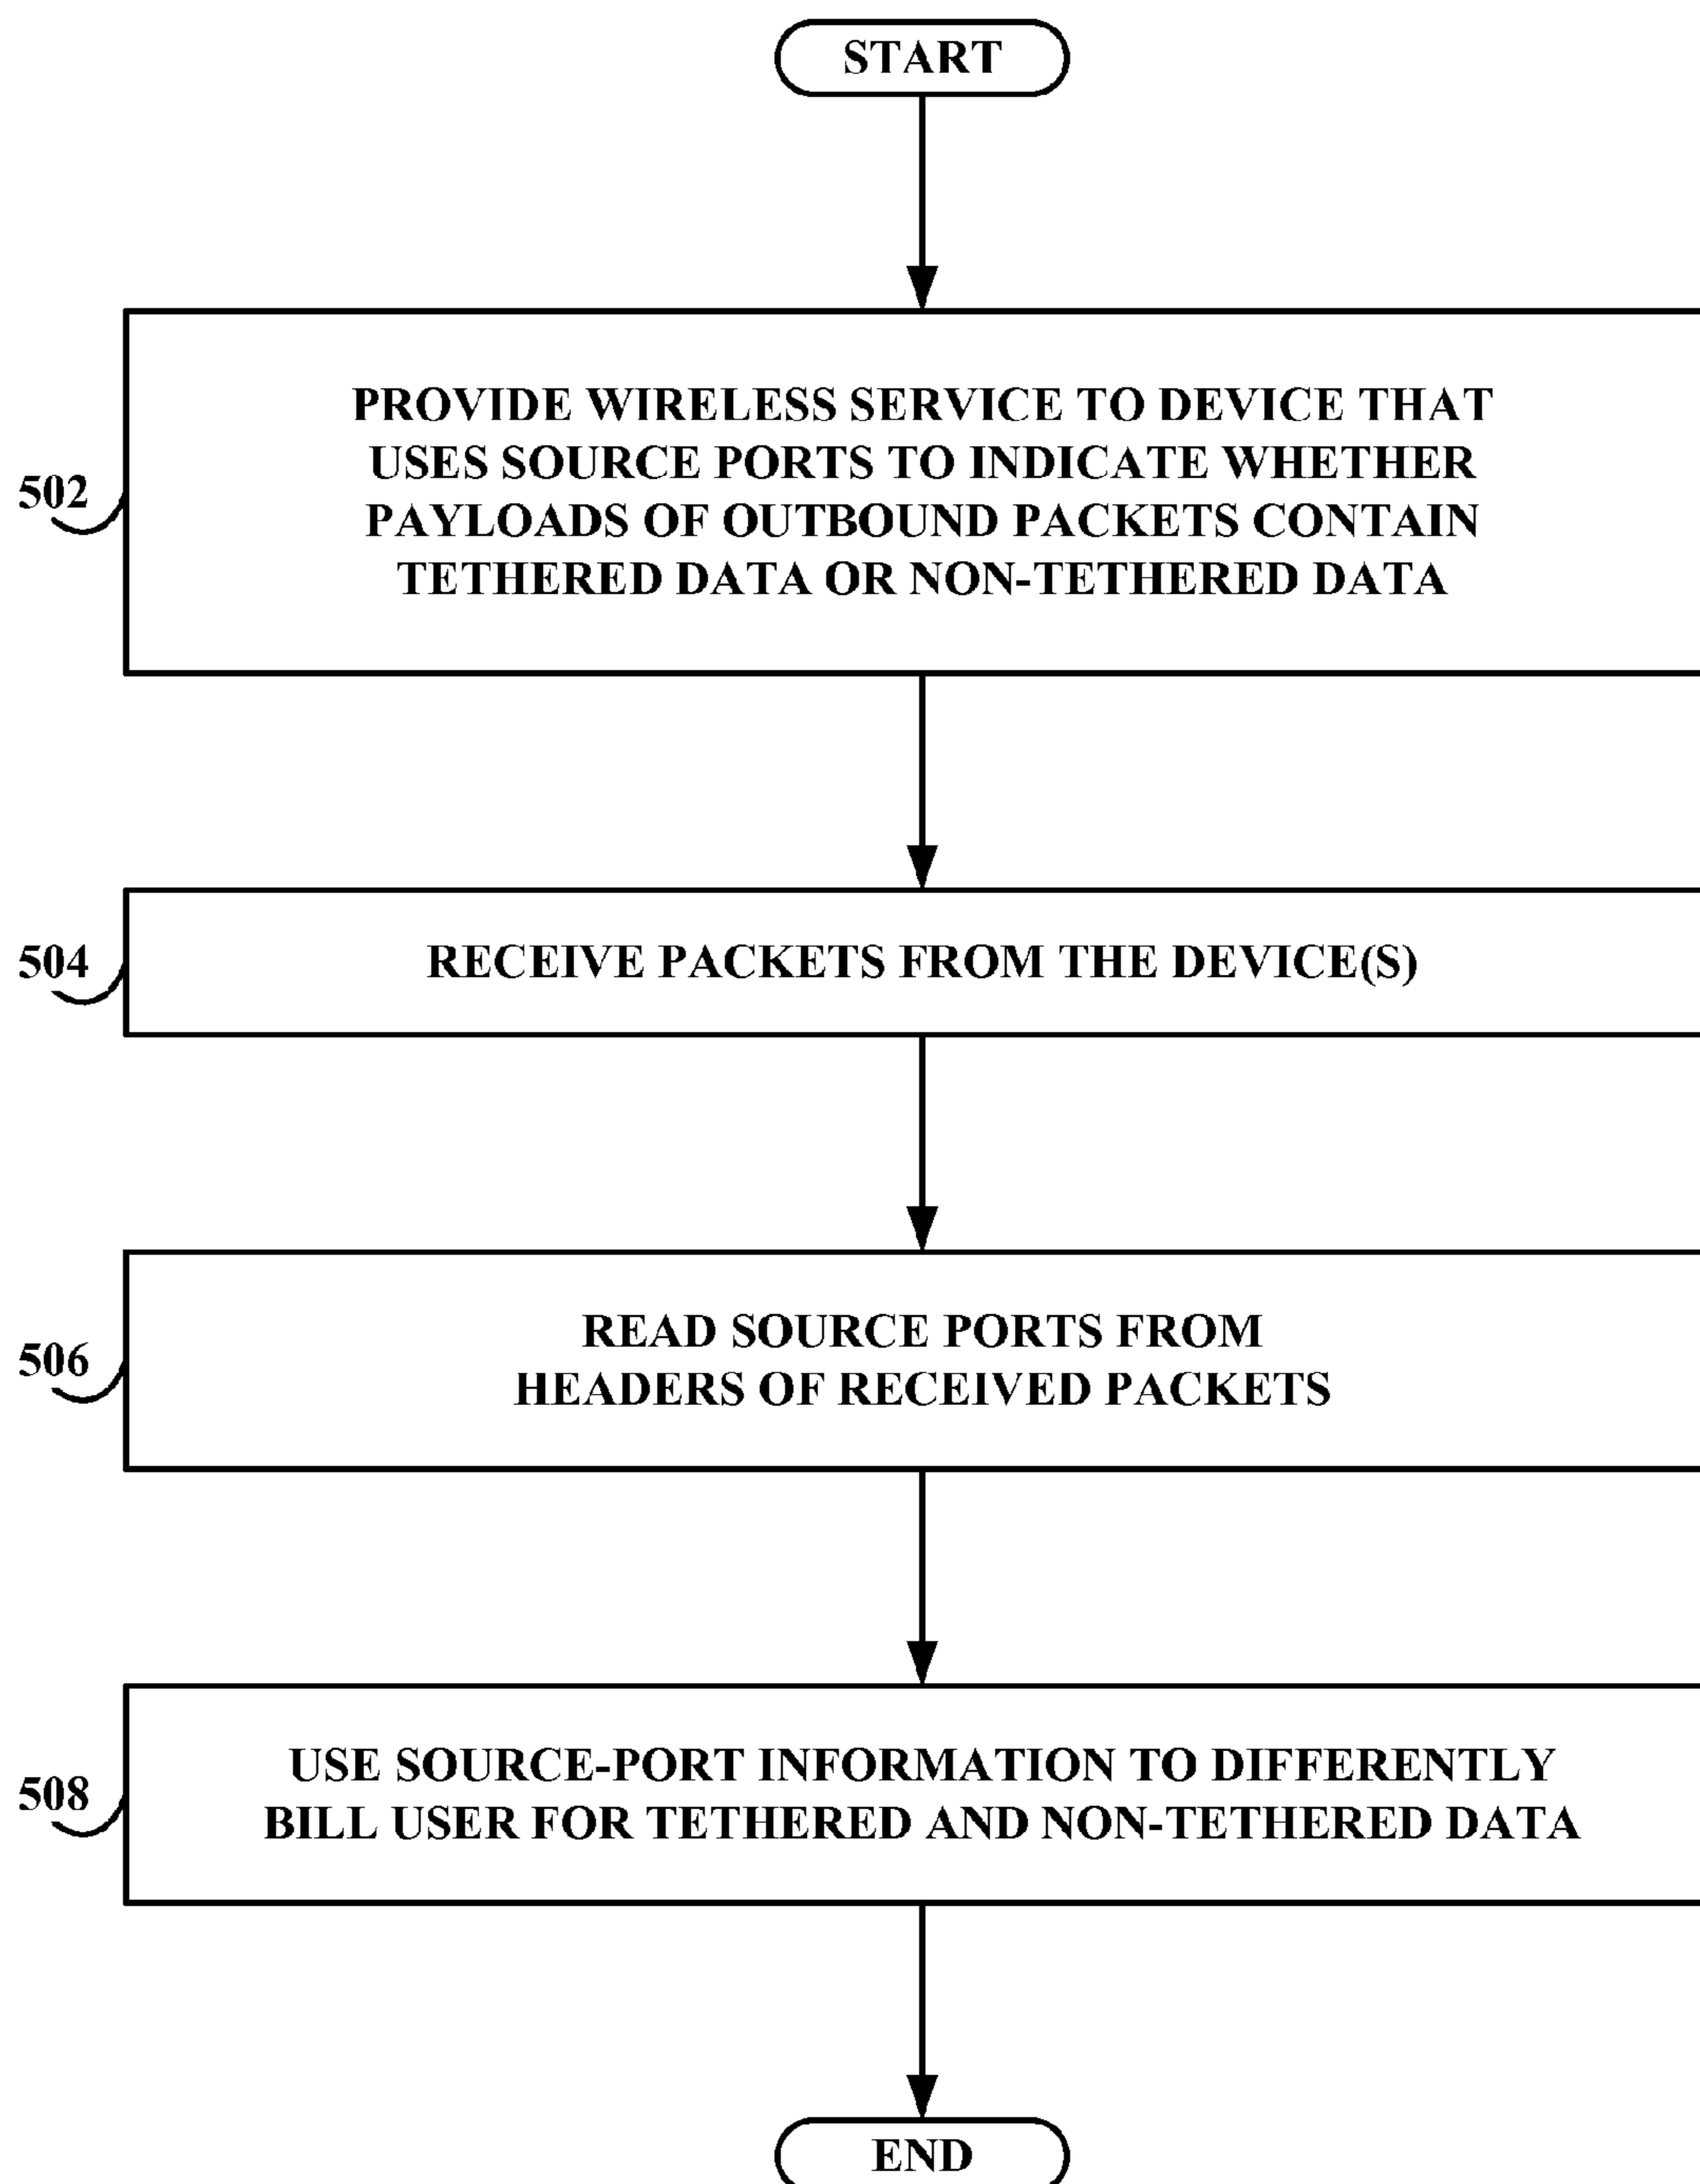 START
PROVIDE WIRELESS SERVICE TO DEVICE THAT
USES SOURCE PORTS TO INDICATE WHETHER
PAYLOADS OF OUTBOUND PACKETS CONTAIN
TETHERED DATA OR NON-TETHERED DATA
502
RECEIVE PACKETS FROM THE DEVICE(S)
504
READ SOURCE PORTS FROM
HEADERS OF RECEIVED PACKETS
506
USE SOURCE-PORT INFORMATION TO DIFFERENTLY
BILL USER FOR TETHERED AND NON-TETHERED DATA
508
END